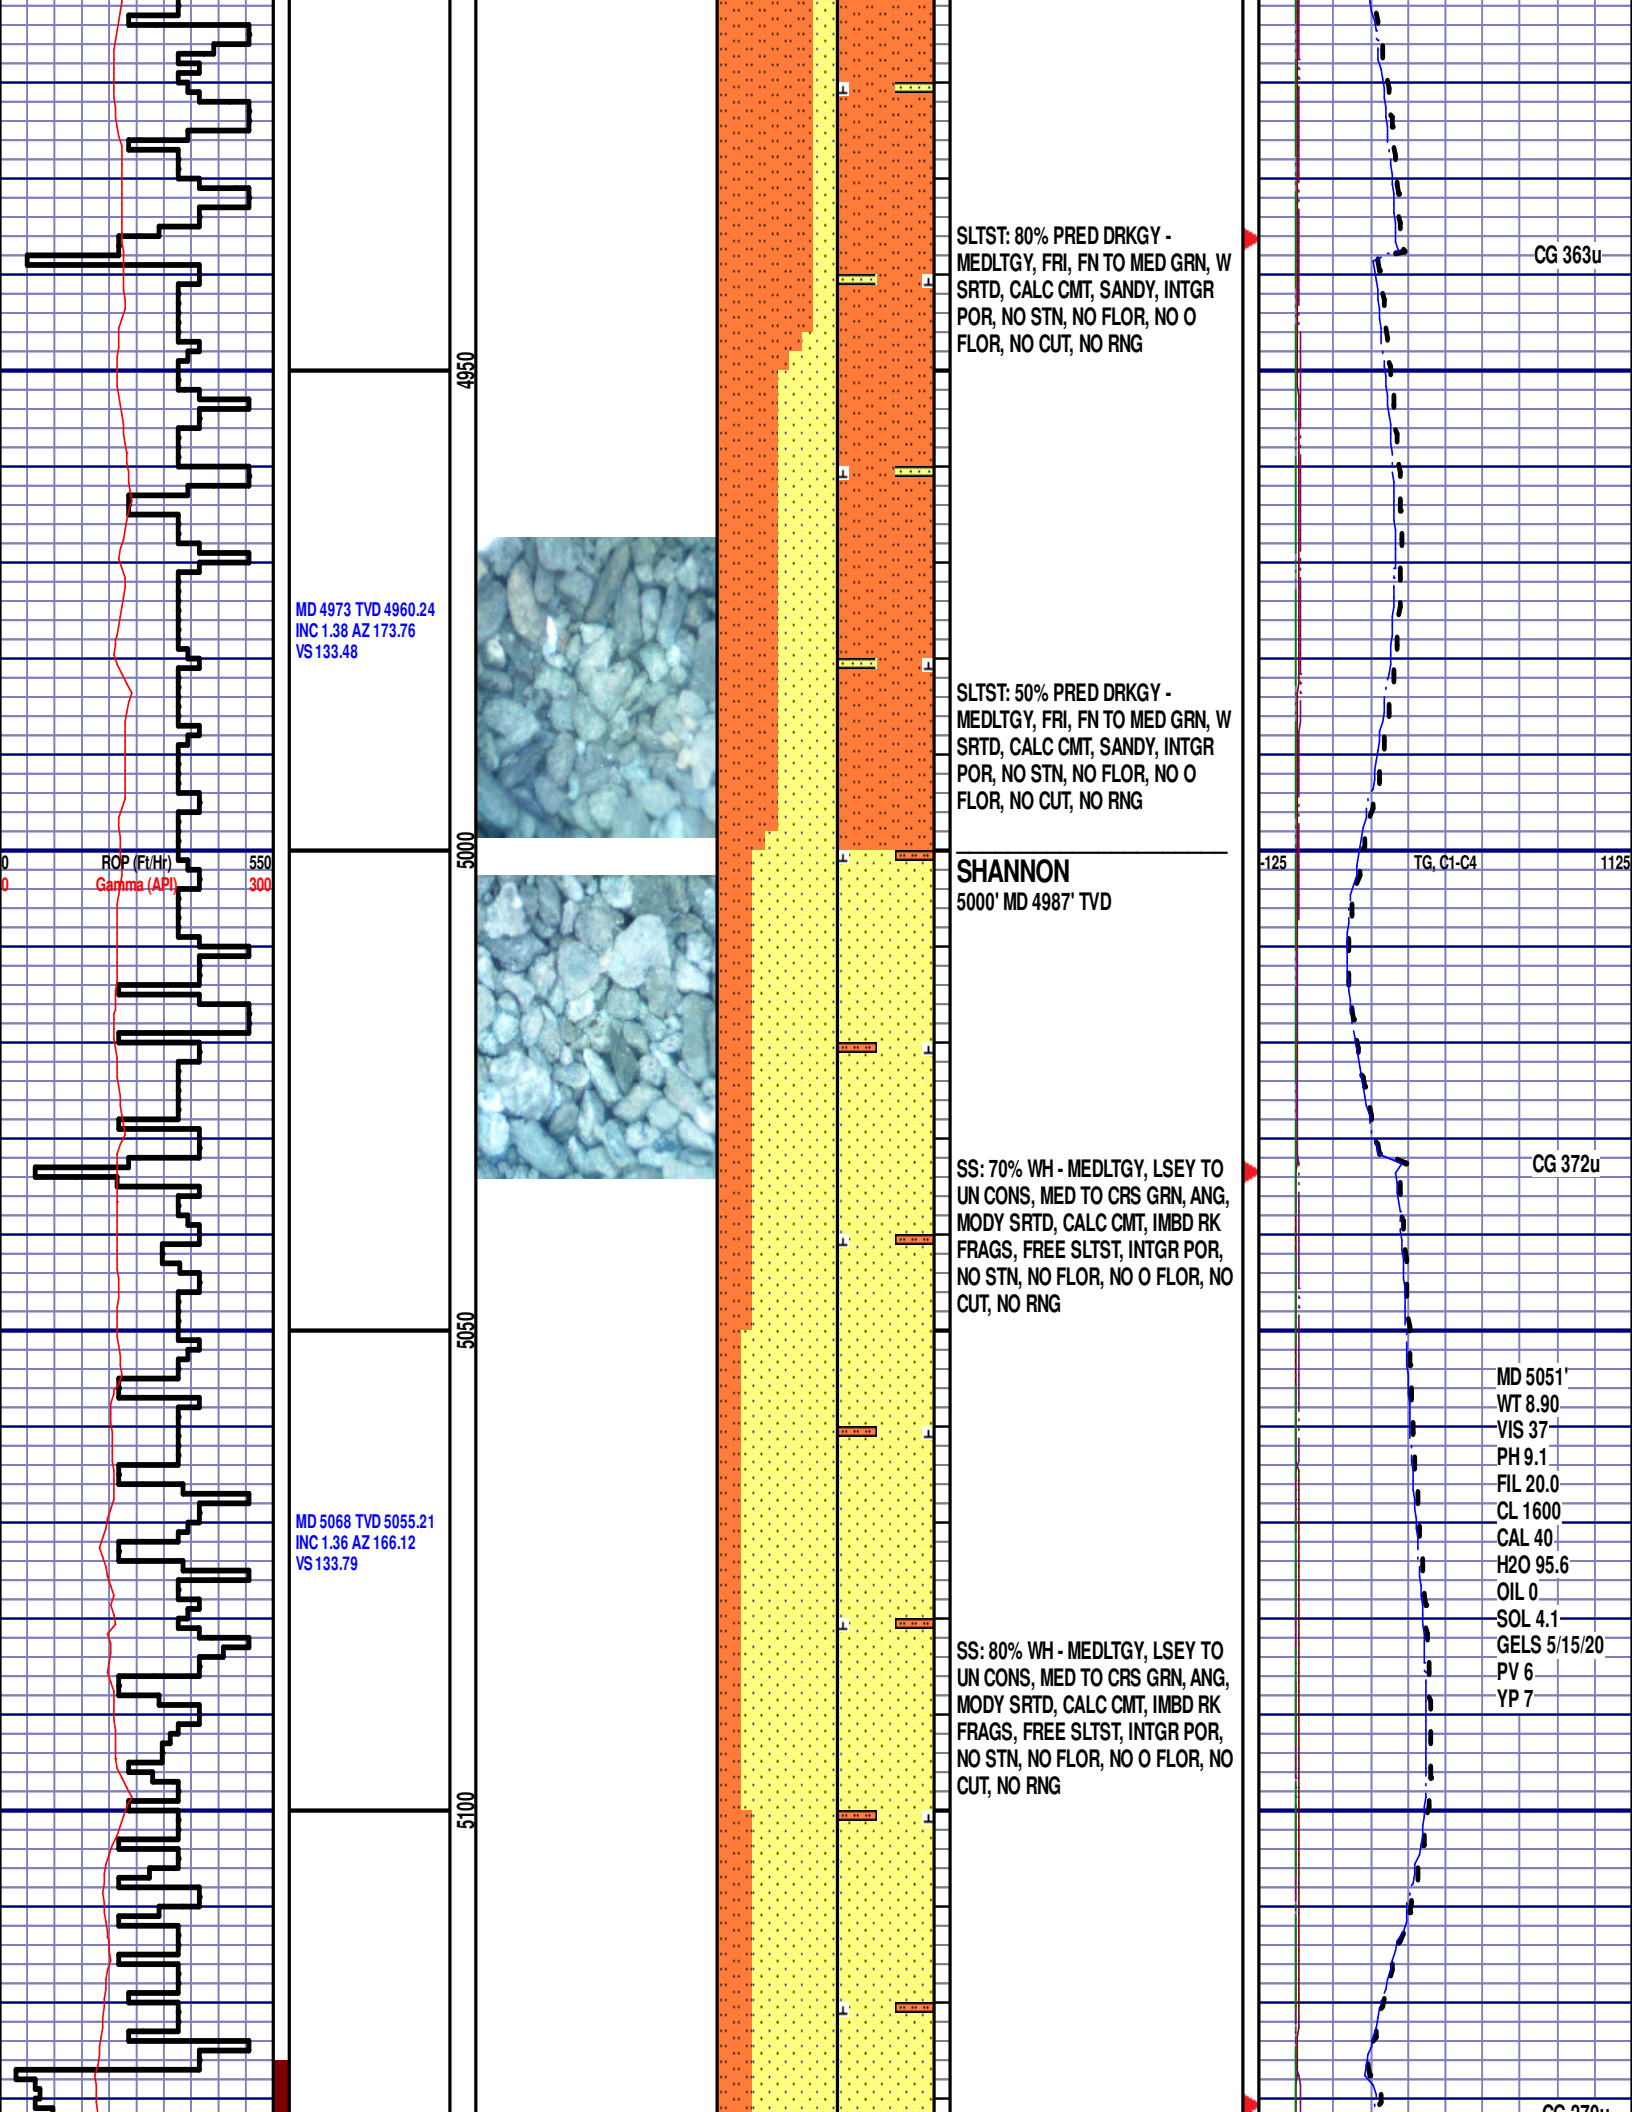 SLTST: 80% PRED DRKGY -
MEDLTGY, FRI, FN TO MED GRN, W
SRTD, CALC CMT, SANDY, INTGR
POR, NO STN, NO FLOR, NO O
FLOR, NO CUT, NO RNG
CG 363u
4950
MD 4973 TVD 4960.24
INC 1.38 AZ 173.76
VS 133.48
SLTST: 50% PRED DRKGY -
MEDLTGY, FRI, FN TO MED GRN, W
SRTD, CALC CMT, SANDY, INTGR
POR, NO STN, NO FLOR, NO O
FLOR, NO CUT, NO RNG
5000
0 ROP (Ft/Hr) 550
0 Gamma (API) 300
-125 TG, C1-C4 1125
SHANNON
5000' MD 4987' TVD
SS: 70% WH - MEDLTGY, LSEY TO
UN CONS, MED TO CRS GRN, ANG,
MODY SRTD, CALC CMT, IMBD RK
FRAGS, FREE SLTST, INTGR POR,
NO STN, NO FLOR, NO O FLOR, NO
CUT, NO RNG
CG 372u
5050
MD 5051'
WT 8.90
VIS 37
PH 9.1
FIL 20.0
CL 1600
CAL 40
H2O 95.6
OIL 0
SOL 4.1
GELS 5/15/20
PV 6
YP 7
MD 5068 TVD 5055.21
INC 1.36 AZ 166.12
VS 133.79
SS: 80% WH - MEDLTGY, LSEY TO
UN CONS, MED TO CRS GRN, ANG,
MODY SRTD, CALC CMT, IMBD RK
FRAGS, FREE SLTST, INTGR POR,
NO STN, NO FLOR, NO O FLOR, NO
CUT, NO RNG
5100